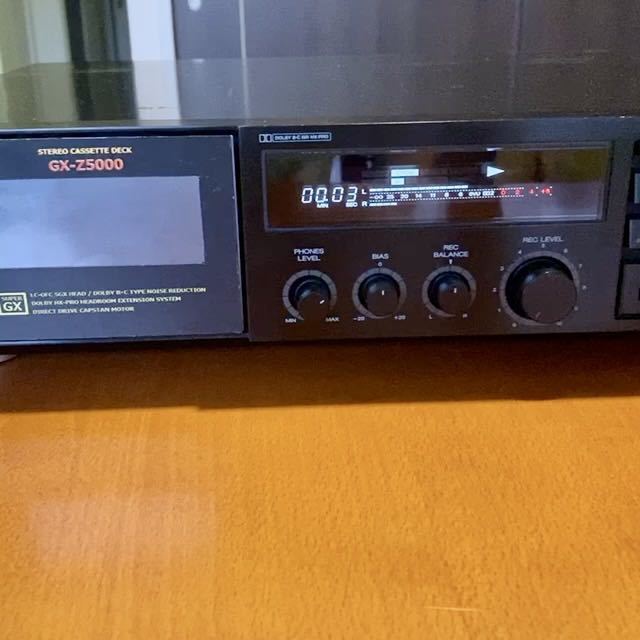 STEREO CASSETTE DECK
GX-Z5000
SUPER
GX
LC-OFC SGX HEAD / DOLBY B•C TYPE NOISE REDUCTION
DOLBY HX-PRO HEADROOM EXTENSION SYSTEM
DIRECT DRIVE CAPSTAN MOTOR
DOLBY B-C NR HX PRO
00.03
MIN SEC
L
R
PHONES
LEVEL
MIN MAX
BIAS
0
-20 +20
REC
BALANCE
L R
REC LEVEL